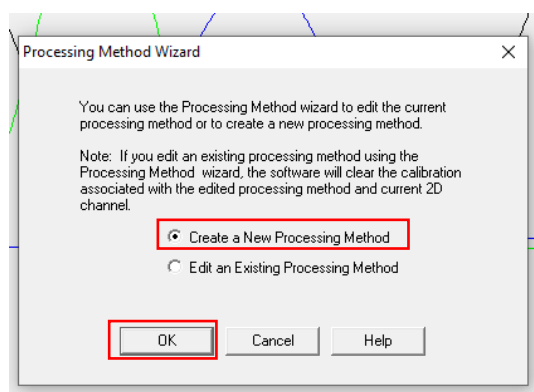 Processing Method Wizard
You can use the Processing Method wizard to edit the current
processing method or to create a new processing method.
Note: If you edit an existing processing method using the
Processing Method wizard, the software will clear the calibration
associated with the edited processing method and current 2D
channel.
Create a New Processing Method
Edit an Existing Processing Method
OK Cancel Help